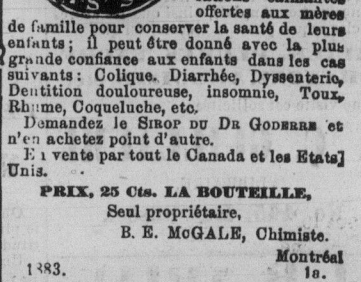 offertes aux mères
de famille pour conserver la santé de leurs
enfants; il peut être donné avec la plus
grande confiance aux enfants dans les cas
suivants: Colique. Diarrhée, Dyssenterie,
Dentition douloureuse, insomnie, Toux,
Rhume, Coqueluche, etc.
Demandez le SIROP DU DR GODERRE et
n'en achetez point d'autre.
En vente par tout le Canada et les Etats]
Unis.
PRIX, 25 Cts. LA BOUTEILLE,
Seul propriétaire,
B. E. McGALE, Chimiste.
Montréal
1883. 1a.